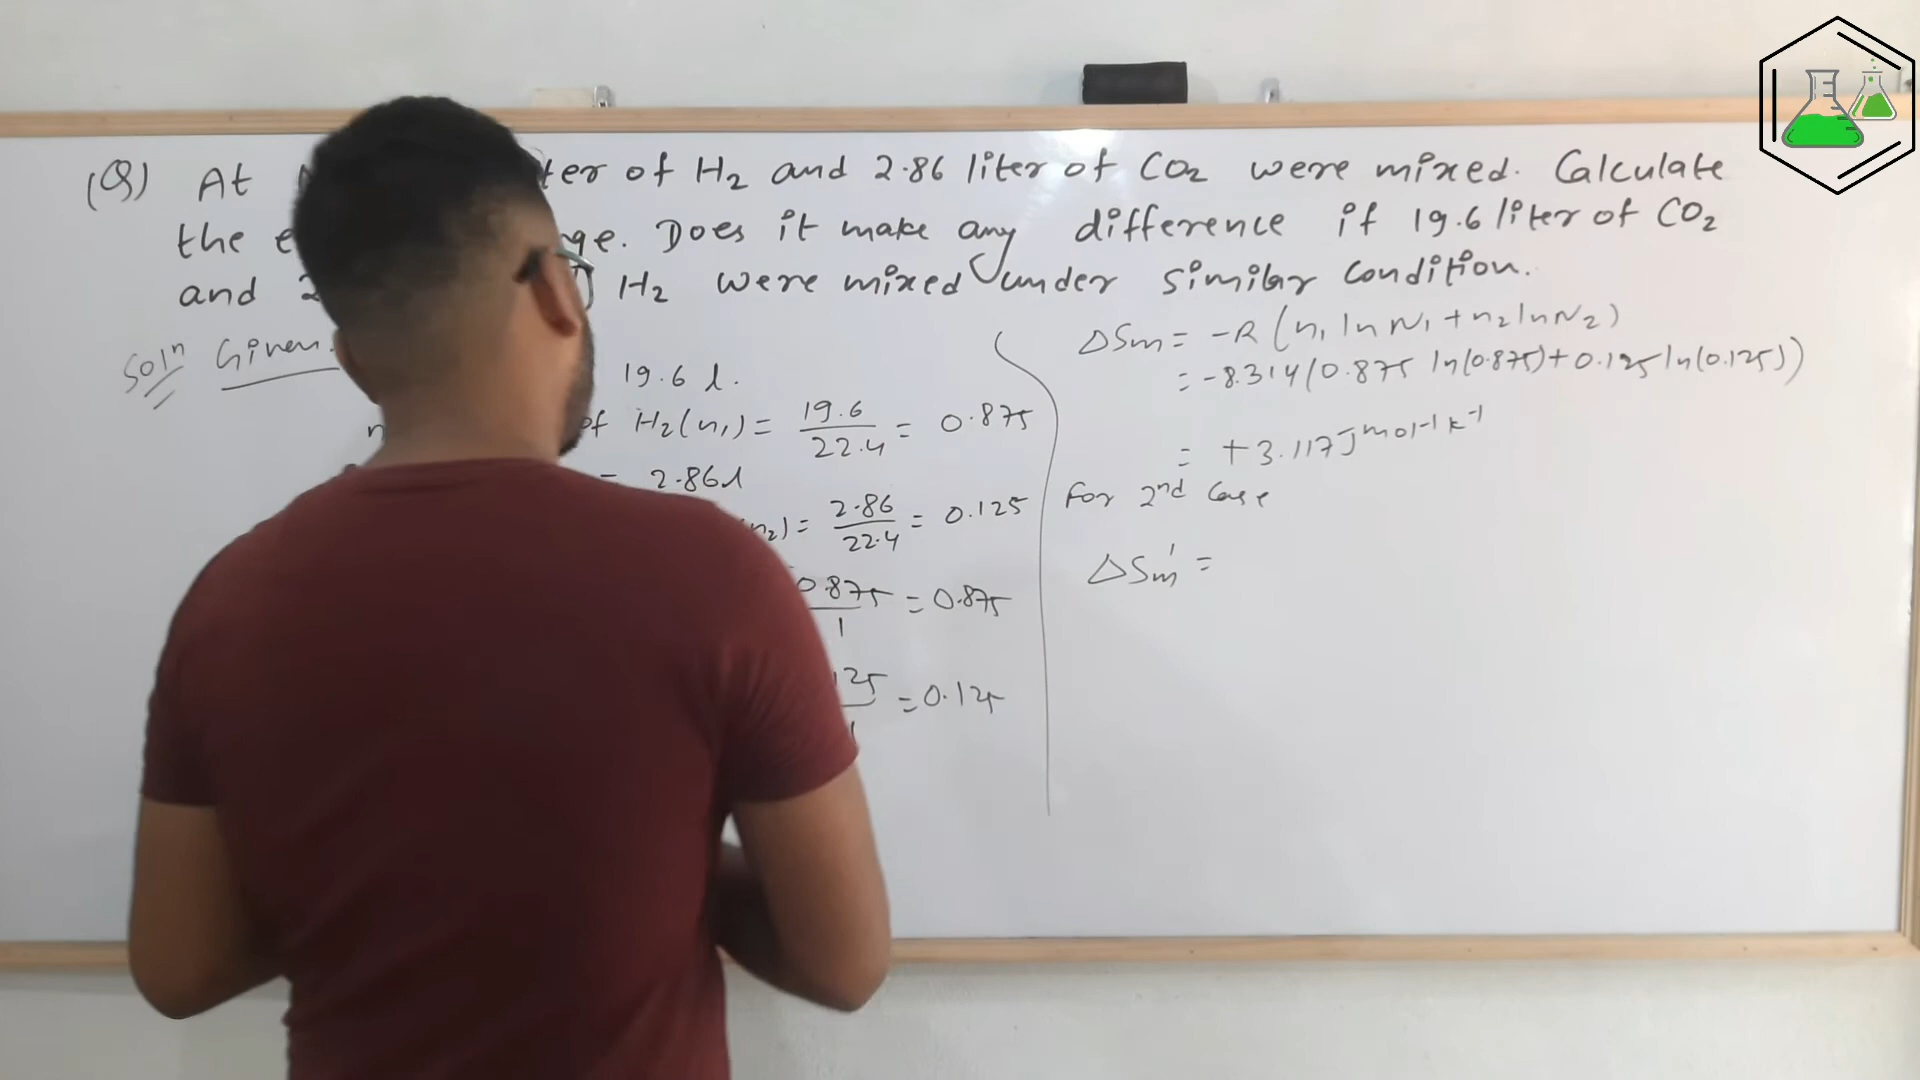 (Q) At ter of H₂ and 2.86 liter of CO₂ were mixed. Calculate
the ge. Does it make any difference if 19.6 liter of CO₂
and H₂ were mixed under similar condition.
Solⁿ Given.
19.6 l.
of H₂(n₁) = 19.6/22.4 = 0.875
= 2.86l
(n₂) = 2.86/22.4 = 0.125
0.875/1 = 0.875
125/1 = 0.125
ΔSm = -R (n₁ ln N₁ + n₂ ln N₂)
= -8.314 (0.875 ln(0.875) + 0.125 ln(0.125))
= +3.117 J mol⁻¹ K⁻¹
For 2nd Case
ΔSm' =